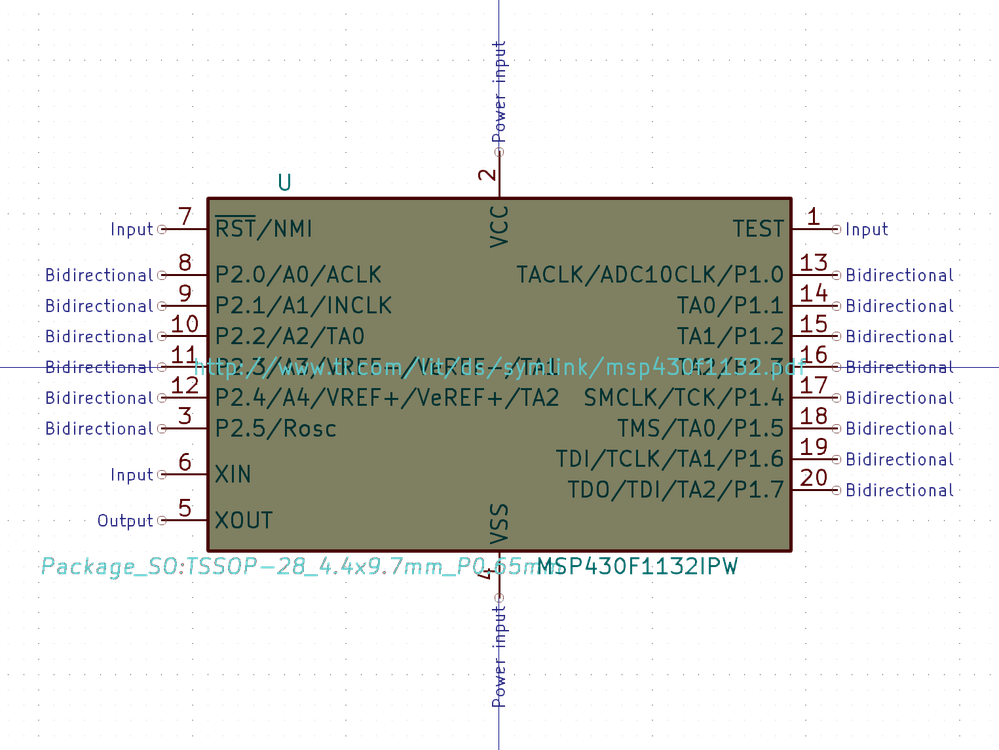 Power input
2
U
VCC
Input 7 RST/NMI
TEST 1 Input
Bidirectional 8 P2.0/A0/ACLK
TACLK/ADC10CLK/P1.0 13 Bidirectional
Bidirectional 9 P2.1/A1/INCLK
TA0/P1.1 14 Bidirectional
Bidirectional 10 P2.2/A2/TA0
TA1/P1.2 15 Bidirectional
Bidirectional 11 P2.3/A3/VREF-/VeREF-/TA1
http://www.ti.com/lit/ds/symlink/msp430f1132.pdf
TA2/P1.3 16 Bidirectional
Bidirectional 12 P2.4/A4/VREF+/VeREF+/TA2
SMCLK/TCK/P1.4 17 Bidirectional
Bidirectional 3 P2.5/Rosc
TMS/TA0/P1.5 18 Bidirectional
TDI/TCLK/TA1/P1.6 19 Bidirectional
Input 6 XIN
TDO/TDI/TA2/P1.7 20 Bidirectional
Output 5 XOUT
VSS
Package_SO:TSSOP-28_4.4x9.7mm_P0.65mm
MSP430F1132IPW
4
Power input